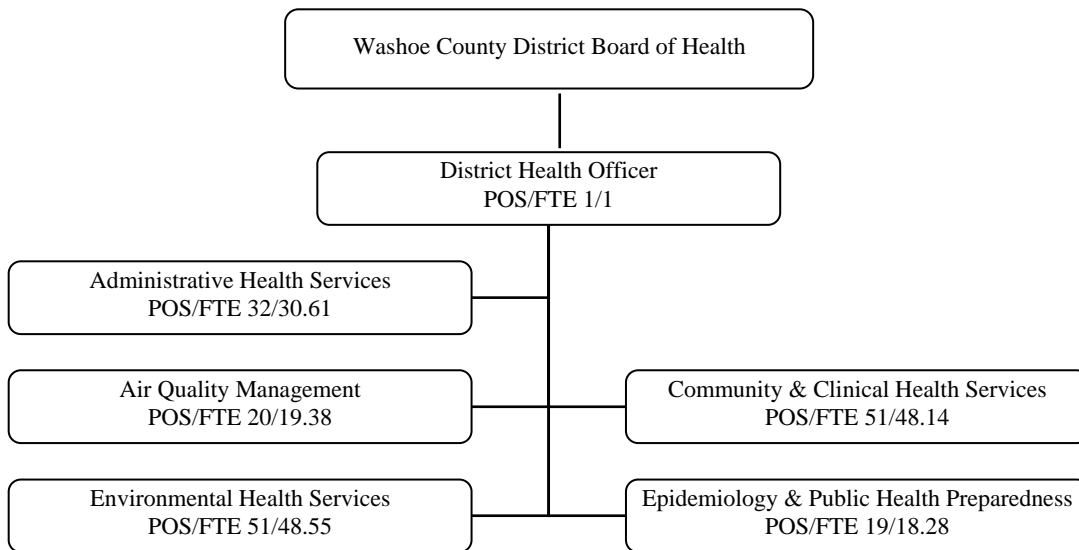 Washoe County District Board of Health
District Health Officer
POS/FTE 1/1
Administrative Health Services
POS/FTE 32/30.61
Air Quality Management
POS/FTE 20/19.38
Community & Clinical Health Services
POS/FTE 51/48.14
Environmental Health Services
POS/FTE 51/48.55
Epidemiology & Public Health Preparedness
POS/FTE 19/18.28